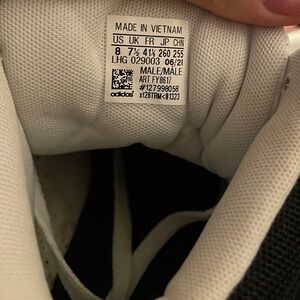 MADE IN VIETNAM
US UK FR JP CHN
8 7½ 41⅓ 260 255
LHG 029003 06/21
MALE/MÂLE
ART FY8617
#127998058
adidas